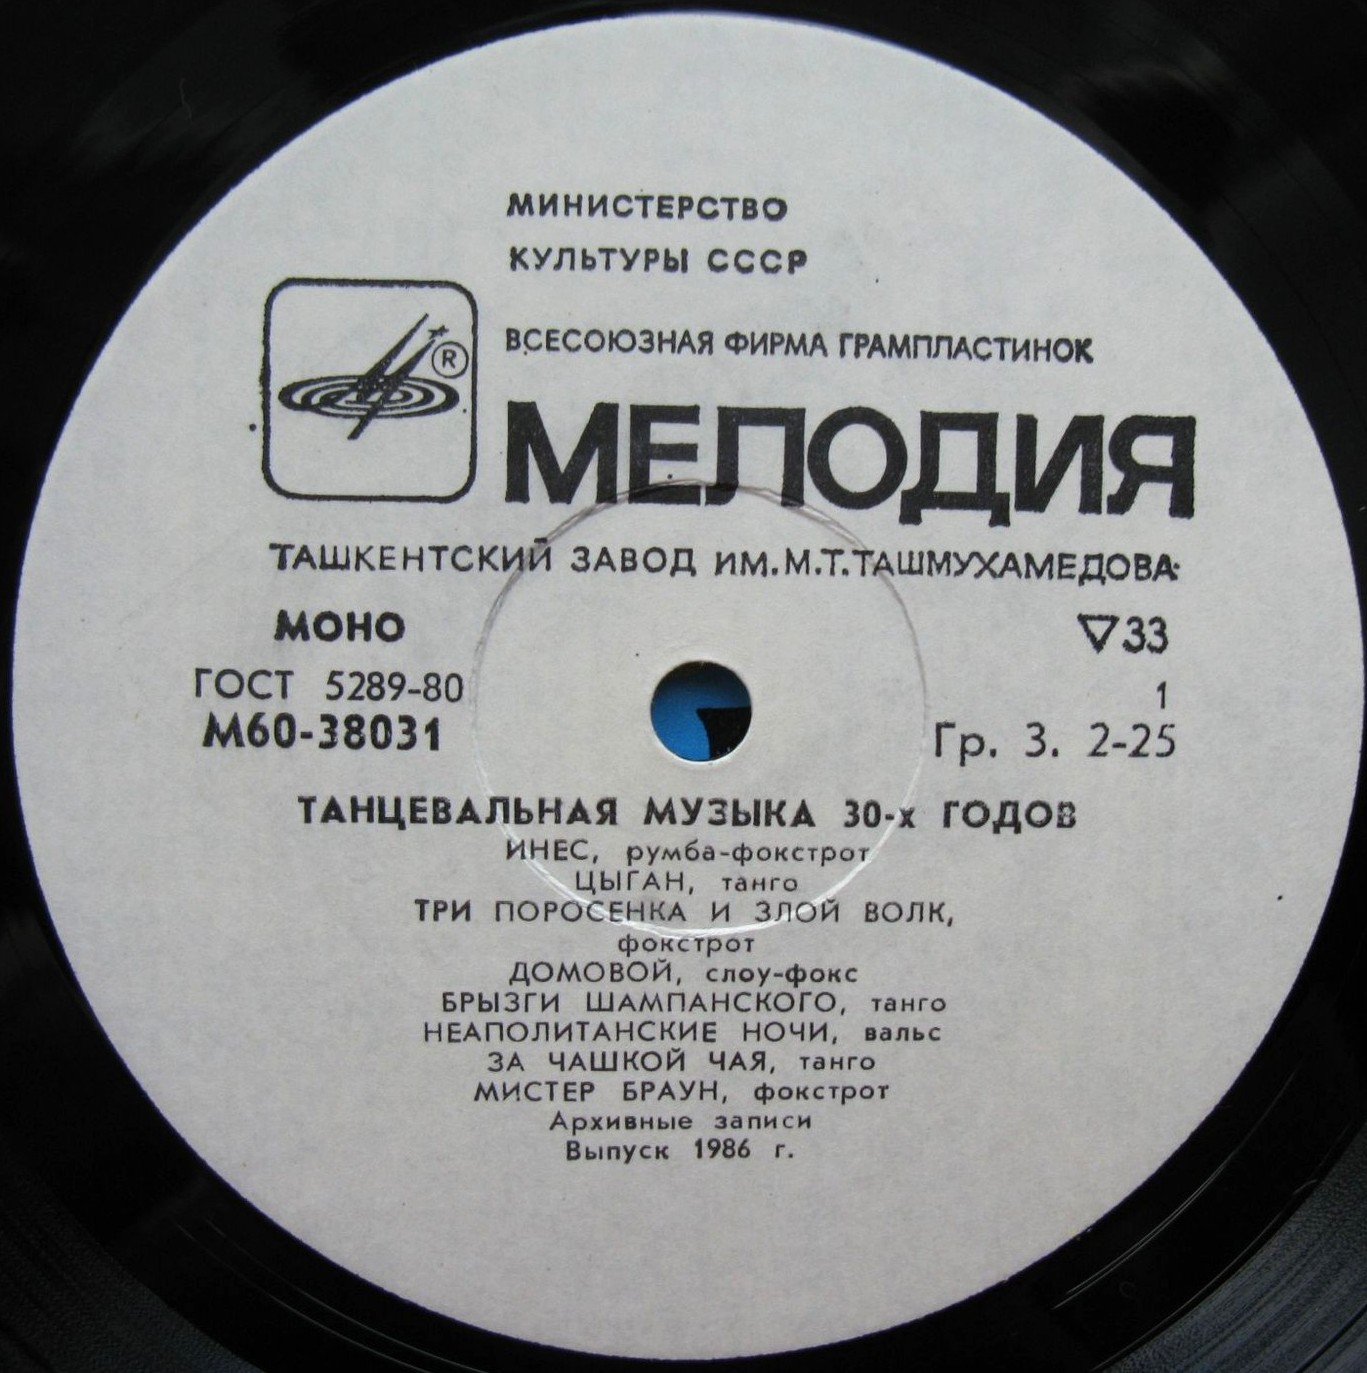 МИНИСТЕРСТВО
КУЛЬТУРЫ СССР
ВСЕСОЮЗНАЯ ФИРМА ГРАМПЛАСТИНОК
®
МЕЛОДИЯ
ТАШКЕНТСКИЙ ЗАВОД ИМ.М.Т.ТАШМУХАМЕДОВА
МОНО ▽33
ГОСТ 5289-80 1
М60-38031 Гр. 3. 2-25
ТАНЦЕВАЛЬНАЯ МУЗЫКА 30-х ГОДОВ
ИНЕС, румба-фокстрот
ЦЫГАН, танго
ТРИ ПОРОСЕНКА И ЗЛОЙ ВОЛК,
фокстрот
ДОМОВОЙ, слоу-фокс
БРЫЗГИ ШАМПАНСКОГО, танго
НЕАПОЛИТАНСКИЕ НОЧИ, вальс
ЗА ЧАШКОЙ ЧАЯ, танго
МИСТЕР БРАУН, фокстрот
Архивные записи
Выпуск 1986 г.